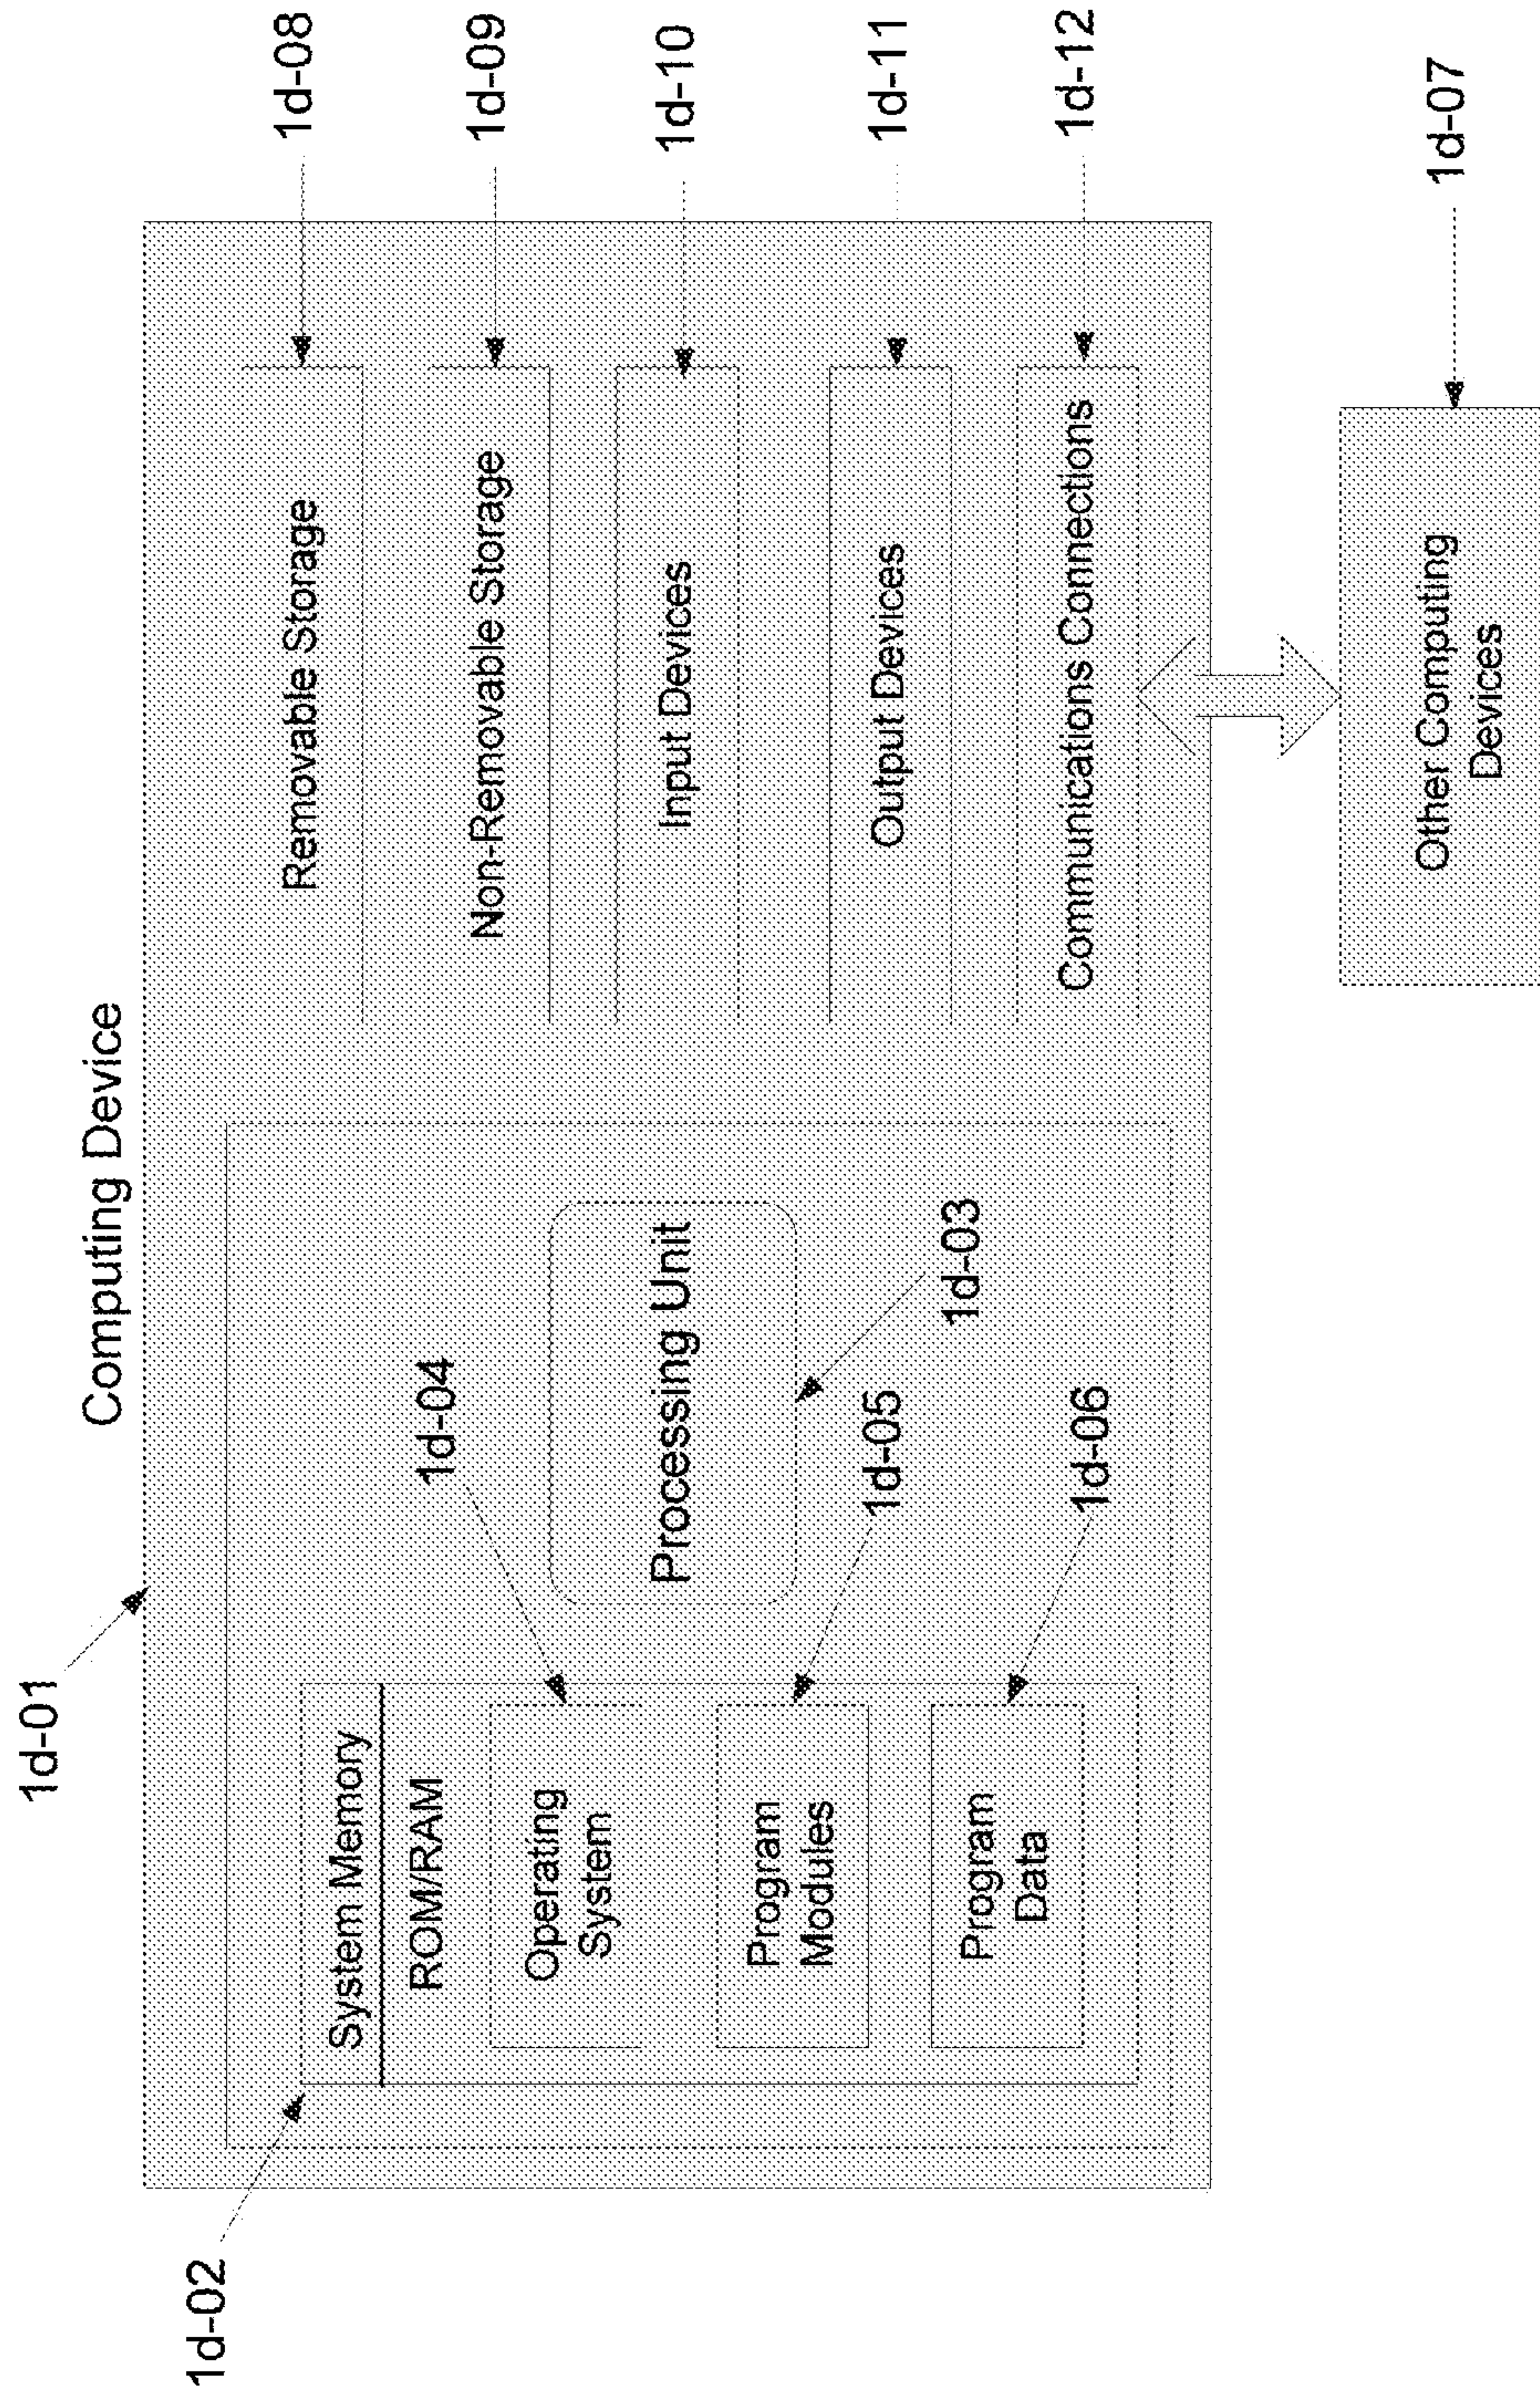 Computing Device
1d-01
1d-02
System Memory
ROM/RAM
Operating
System
Program
Modules
Program
Data
1d-04
Processing Unit
1d-03
1d-05
1d-06
Removable Storage
1d-08
Non-Removable Storage
1d-09
Input Devices
1d-10
Output Devices
1d-11
Communications Connections
1d-12
Other Computing
Devices
1d-07